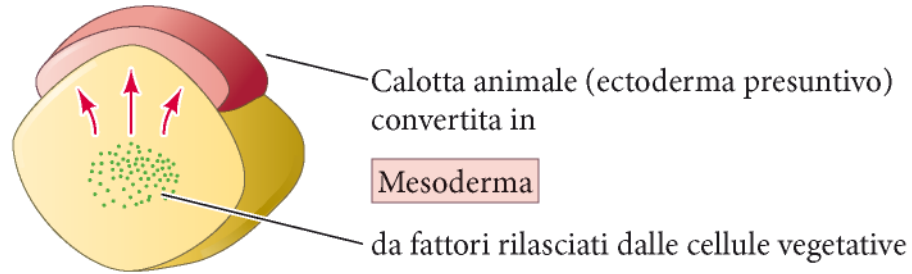 Calotta animale (ectoderma presuntivo)
convertita in
Mesoderma
da fattori rilasciati dalle cellule vegetative